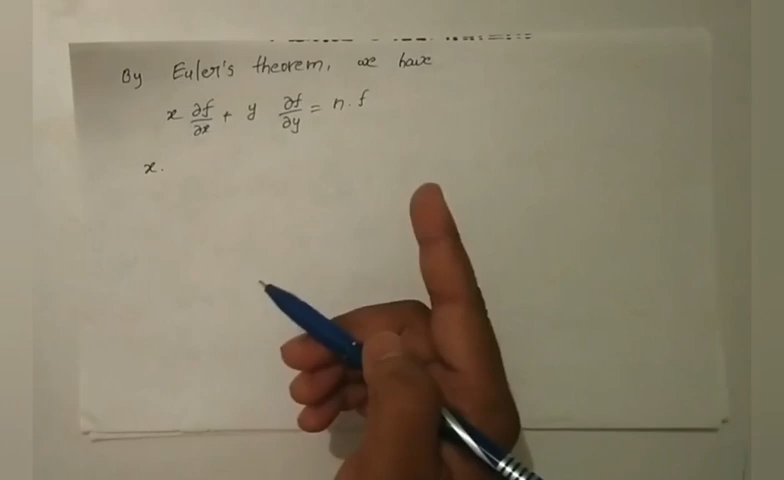 By Euler's theorem, we have
x ∂f/∂x + y ∂f/∂y = n. f
x.